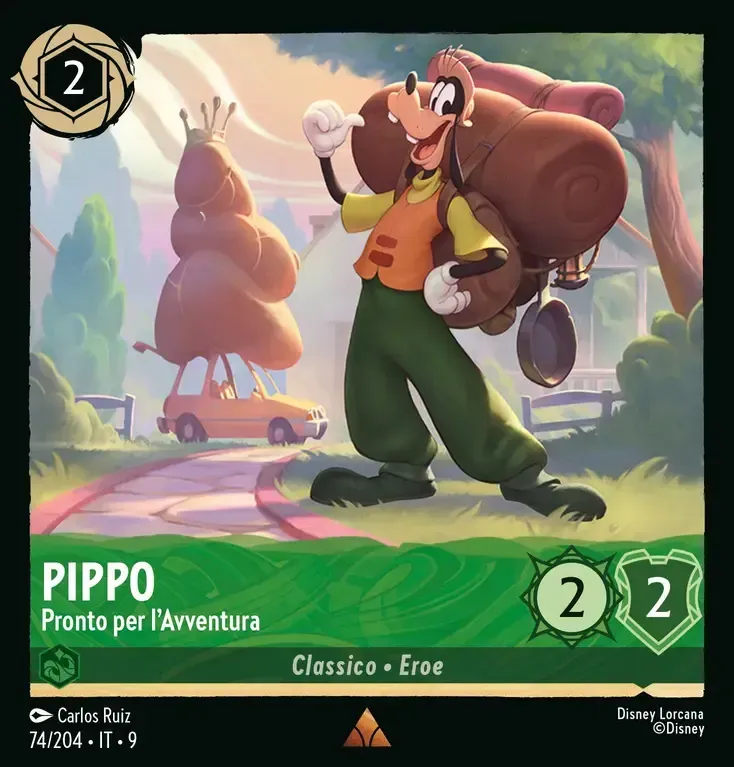 2
PIPPO
Pronto per l'Avventura
2
2
Classico • Eroe
Carlos Ruiz
74/204 • IT • 9
Disney Lorcana
©Disney